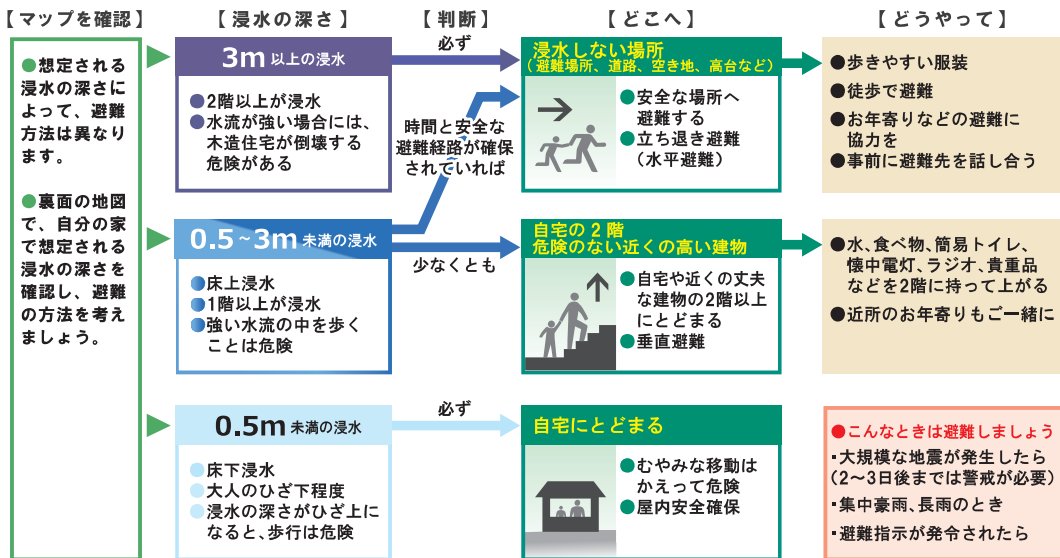 【マップを確認】
【浸水の深さ】
【判断】
【どこへ】
【どうやって】
●想定される
浸水の深さに
よって、避難
方法は異なり
ます。
●裏面の地図
で、自分の家
で想定される
浸水の深さを
確認し、避難
の方法を考え
ましょう。
3m以上の浸水
●2階以上が浸水
●水流が強い場合には、
木造住宅が倒壊する
危険がある
必ず
時間と安全な
避難経路が確保
されていれば
浸水しない場所
(避難場所、道路、空き地、高台など)
●安全な場所へ
避難する
●立ち退き避難
(水平避難)
●歩きやすい服装
●徒歩で避難
●お年寄りなどの避難に
協力を
●事前に避難先を話し合う
0.5~3m未満の浸水
●床上浸水
●1階以上が浸水
●強い水流の中を歩く
ことは危険
少なくとも
自宅の2階
危険のない近くの高い建物
●自宅や近くの丈夫
な建物の2階以上
にとどまる
●垂直避難
●水、食べ物、簡易トイレ、
懐中電灯、ラジオ、貴重品
などを2階に持って上がる
●近所のお年寄りもご一緒に
0.5m未満の浸水
●床下浸水
●大人のひざ下程度
●浸水の深さがひざ上に
なると、歩行は危険
必ず
自宅にとどまる
●むやみな移動は
かえって危険
●屋内安全確保
●こんなときは避難しましょう
・大規模な地震が発生したら
(2〜3日後までは警戒が必要)
・集中豪雨、長雨のとき
・避難指示が発令されたら